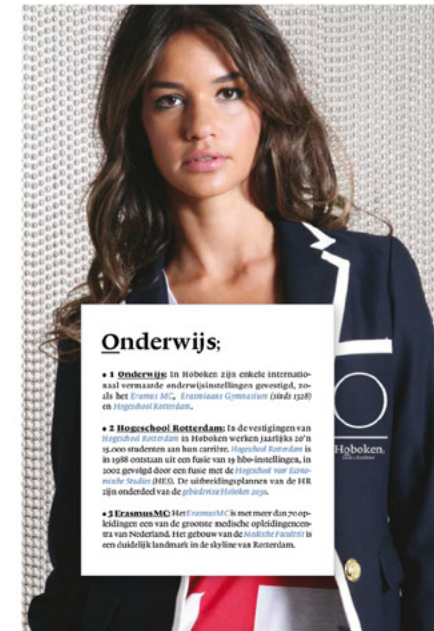 Onderwijs;
• 1 Onderwijs: In Hoboken zijn enkele internatio-
naal vermaarde onderwijsinstellingen gevestigd, zo-
als het Erasmus MC, Erasmiaans Gymnasium (sinds 1328)
en Hogeschool Rotterdam.
• 2 Hogeschool Rotterdam: In de vestigingen van
Hogeschool Rotterdam in Hoboken werken jaarlijks zo'n
15.000 studenten aan hun carrière. Hogeschool Rotterdam is
in 1988 ontstaan uit een fusie van 19 hbo-instellingen, in
2002 gevolgd door een fusie met de Hogeschool voor Econo-
mische Studies (HES). De uitbreidingsplannen van de HR
zijn onderdeel van de gebiedsvisie Hoboken 2030.
• 3 Erasmus MC: Het Erasmus MC is met meer dan 70 op-
leidingen een van de grootste medische opleidingscen-
tra van Nederland. Het gebouw van de Medische Faculteit is
een duidelijk landmark in de skyline van Rotterdam.
Hoboken;